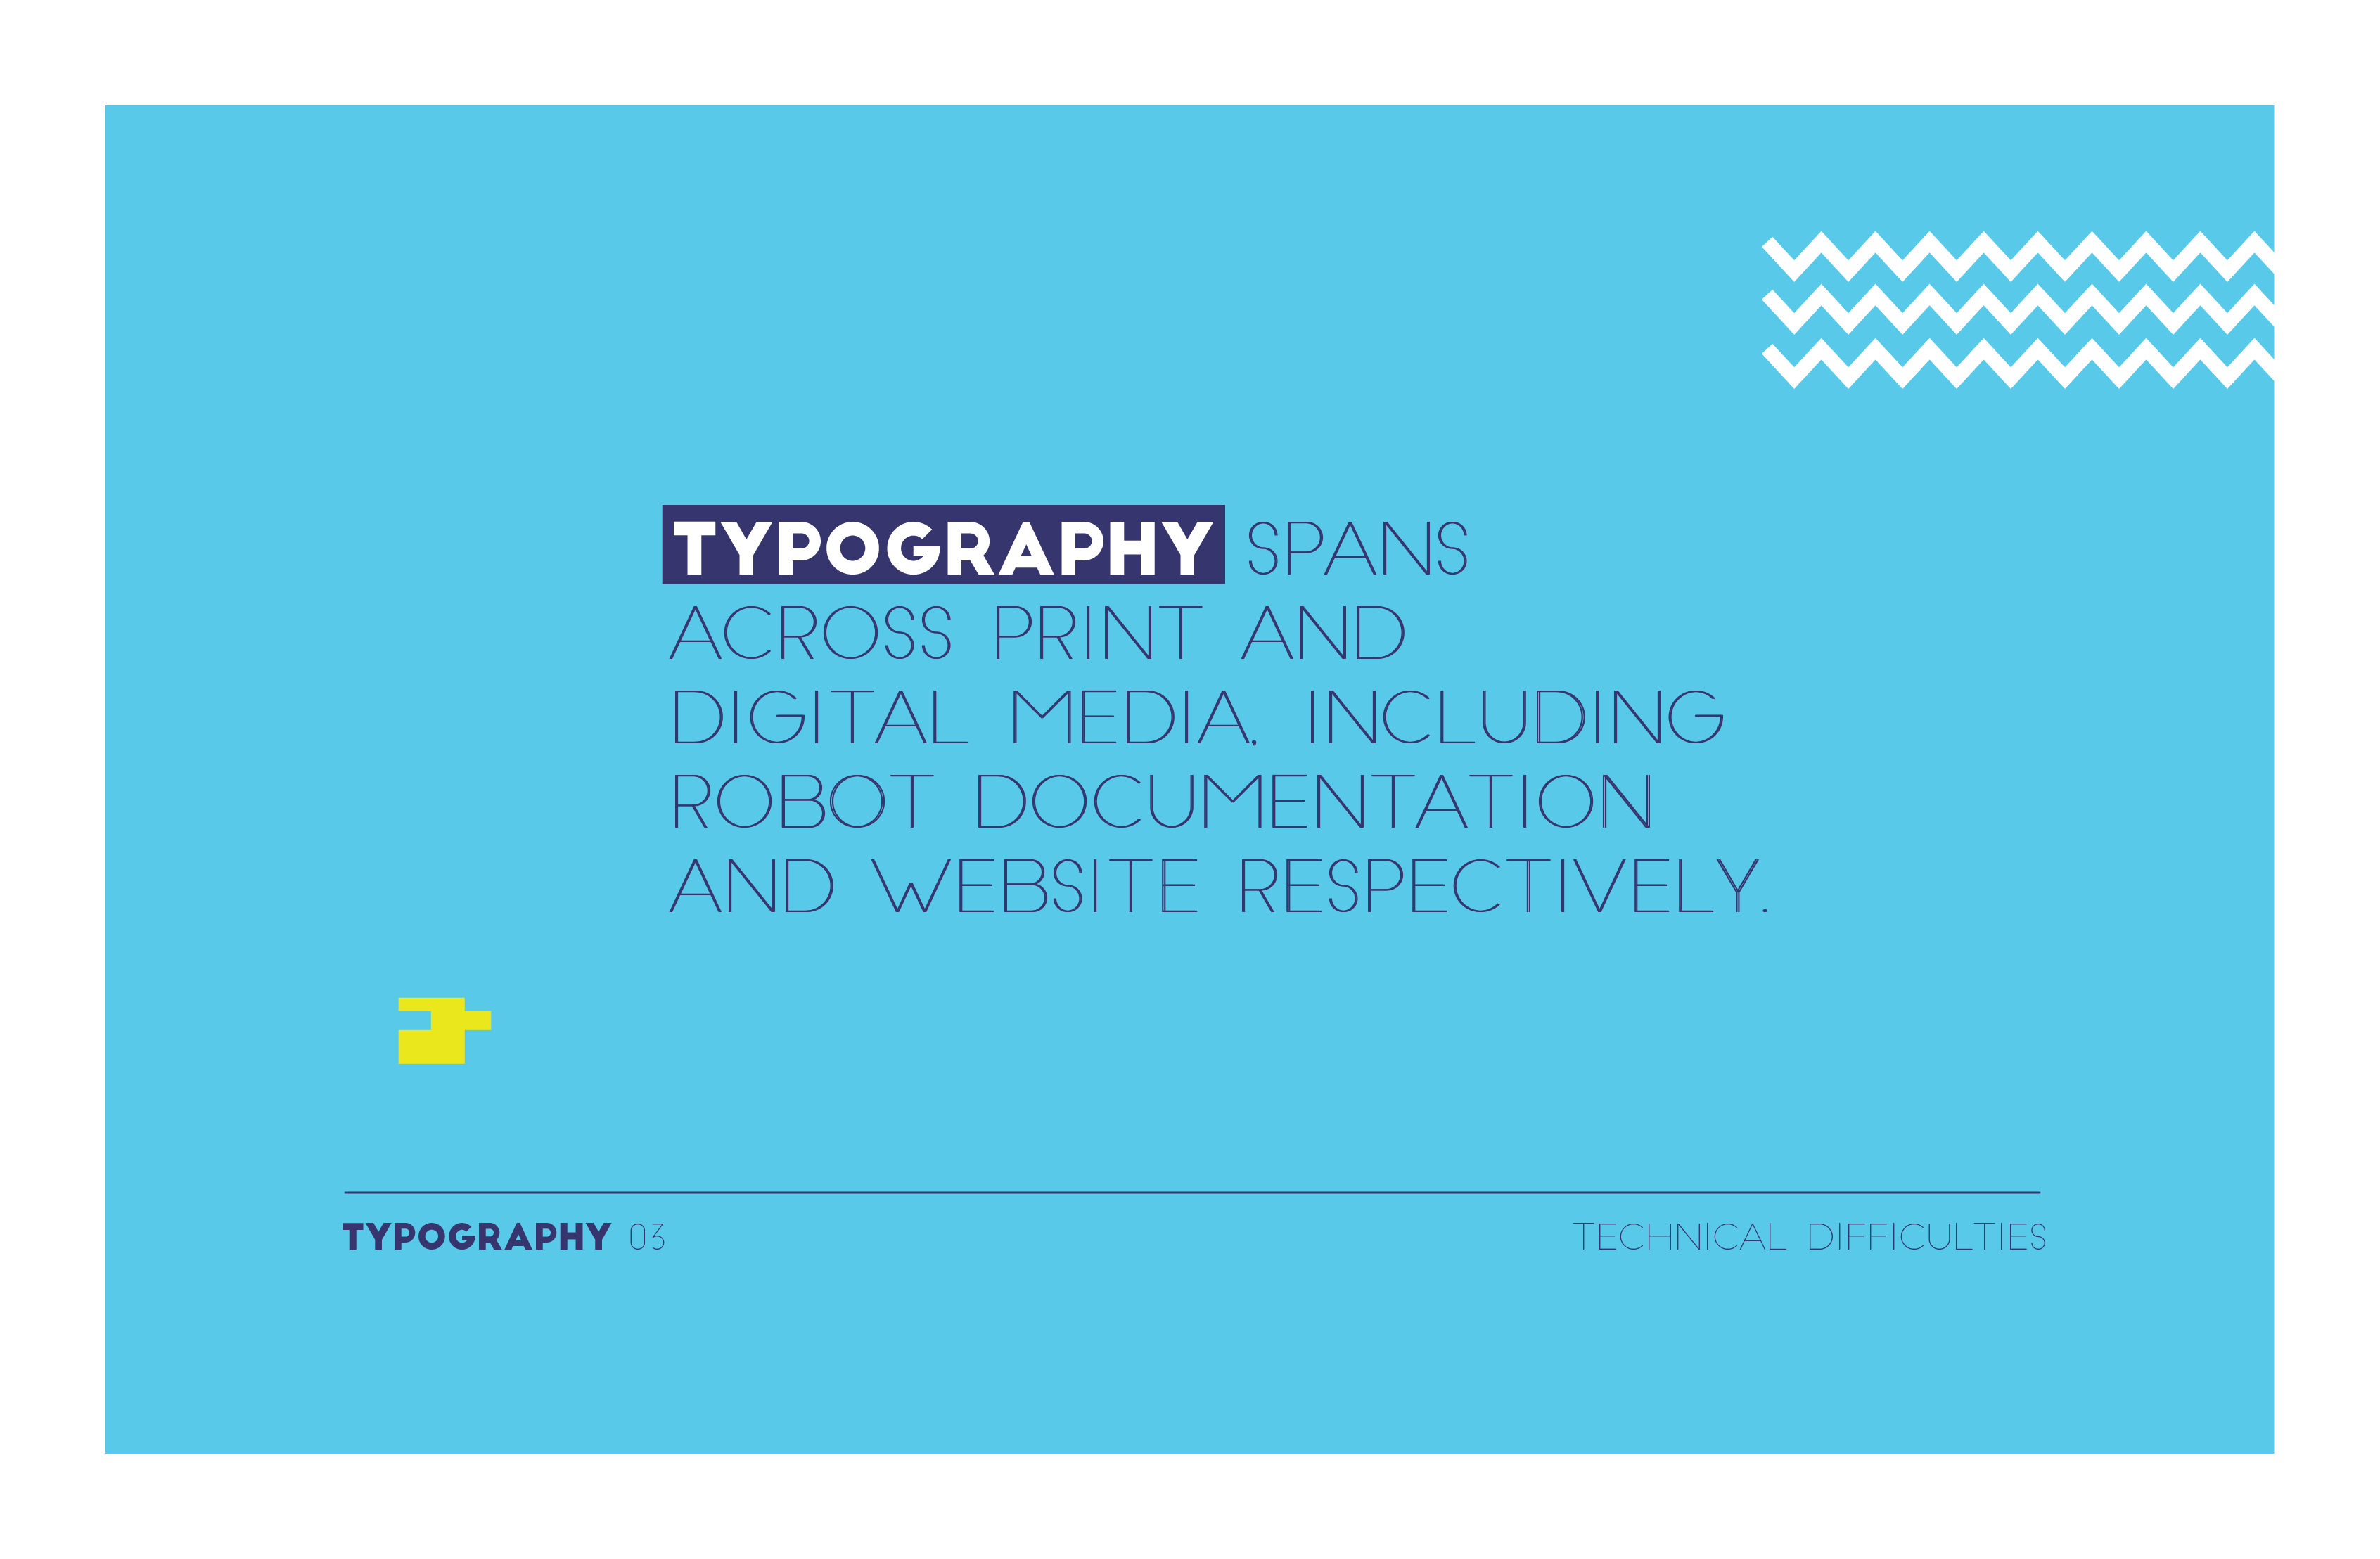 TYPOGRAPHY SPANS
ACROSS PRINT AND
DIGITAL MEDIA, INCLUDING
ROBOT DOCUMENTATION
AND WEBSITE RESPECTIVELY.
TYPOGRAPHY 03
TECHNICAL DIFFICULTIES